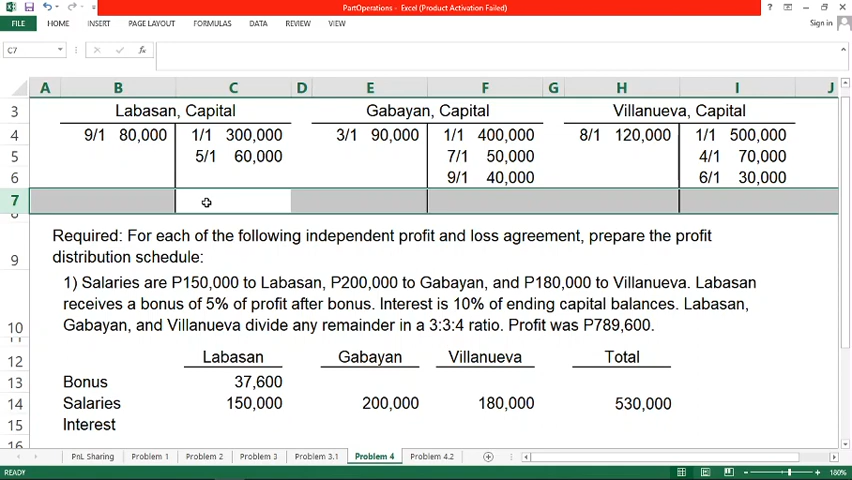 PartOperations - Excel (Product Activation Failed)
FILE HOME INSERT PAGE LAYOUT FORMULAS DATA REVIEW VIEW Sign in
C7 fx
A B C D E F G H I J
3 Labasan, Capital Gabayan, Capital Villanueva, Capital
4 9/1 80,000 1/1 300,000 3/1 90,000 1/1 400,000 8/1 120,000 1/1 500,000
5 5/1 60,000 7/1 50,000 4/1 70,000
6 9/1 40,000 6/1 30,000
7
Required: For each of the following independent profit and loss agreement, prepare the profit
9 distribution schedule:
1) Salaries are P150,000 to Labasan, P200,000 to Gabayan, and P180,000 to Villanueva. Labasan
receives a bonus of 5% of profit after bonus. Interest is 10% of ending capital balances. Labasan,
10 Gabayan, and Villanueva divide any remainder in a 3:3:4 ratio. Profit was P789,600.
12 Labasan Gabayan Villanueva Total
13 Bonus 37,600
14 Salaries 150,000 200,000 180,000 530,000
15 Interest
16
PnL Sharing Problem 1 Problem 2 Problem 3 Problem 3.1 Problem 4 Problem 4.2
READY 180%